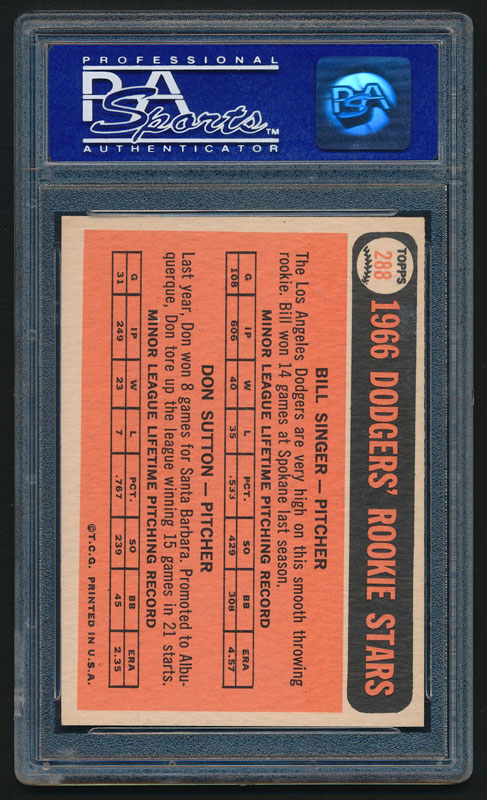 PROFESSIONAL
PSA
Sports™
AUTHENTICATOR
PSA
TOPPS
288
1966 DODGERS' ROOKIE STARS
BILL SINGER — PITCHER
The Los Angeles Dodgers are very high on this smooth throwing
rookie. Bill won 14 games at Spokane last season.
MINOR LEAGUE LIFETIME PITCHING RECORD
G IP W L PCT. SO BB ERA
108 606 40 35 .533 429 308 4.57
DON SUTTON — PITCHER
Last year, Don won 8 games for Santa Barbara. Promoted to Albu-
querque, Don tore up the league winning 15 games in 21 starts.
MINOR LEAGUE LIFETIME PITCHING RECORD
G IP W L PCT. SO BB ERA
31 249 23 7 .767 239 45 2.35
©T.C.G. PRINTED IN U.S.A.